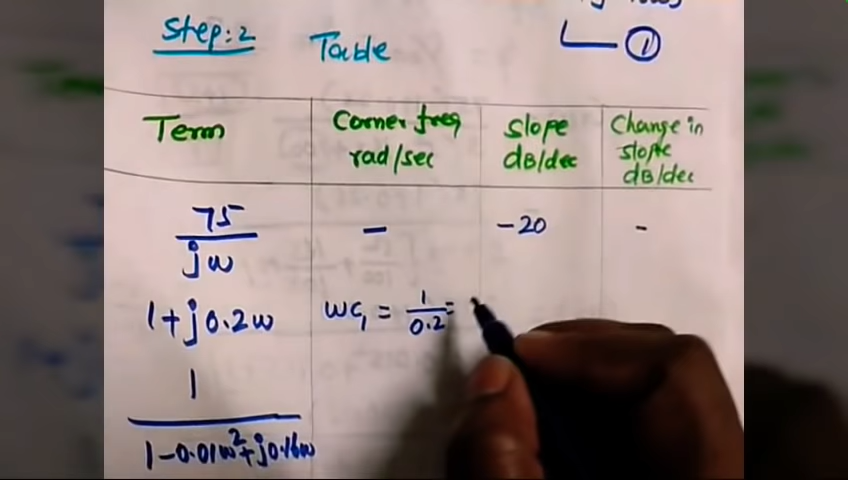 Step:2 Table
1
Term Corner freq rad/sec Slope dB/dec Change in slope dB/dec
75/jω – -20 -
1+j0.2ω ωc₁ = 1/0.2 =
1/1-0.01ω²+j0.16ω